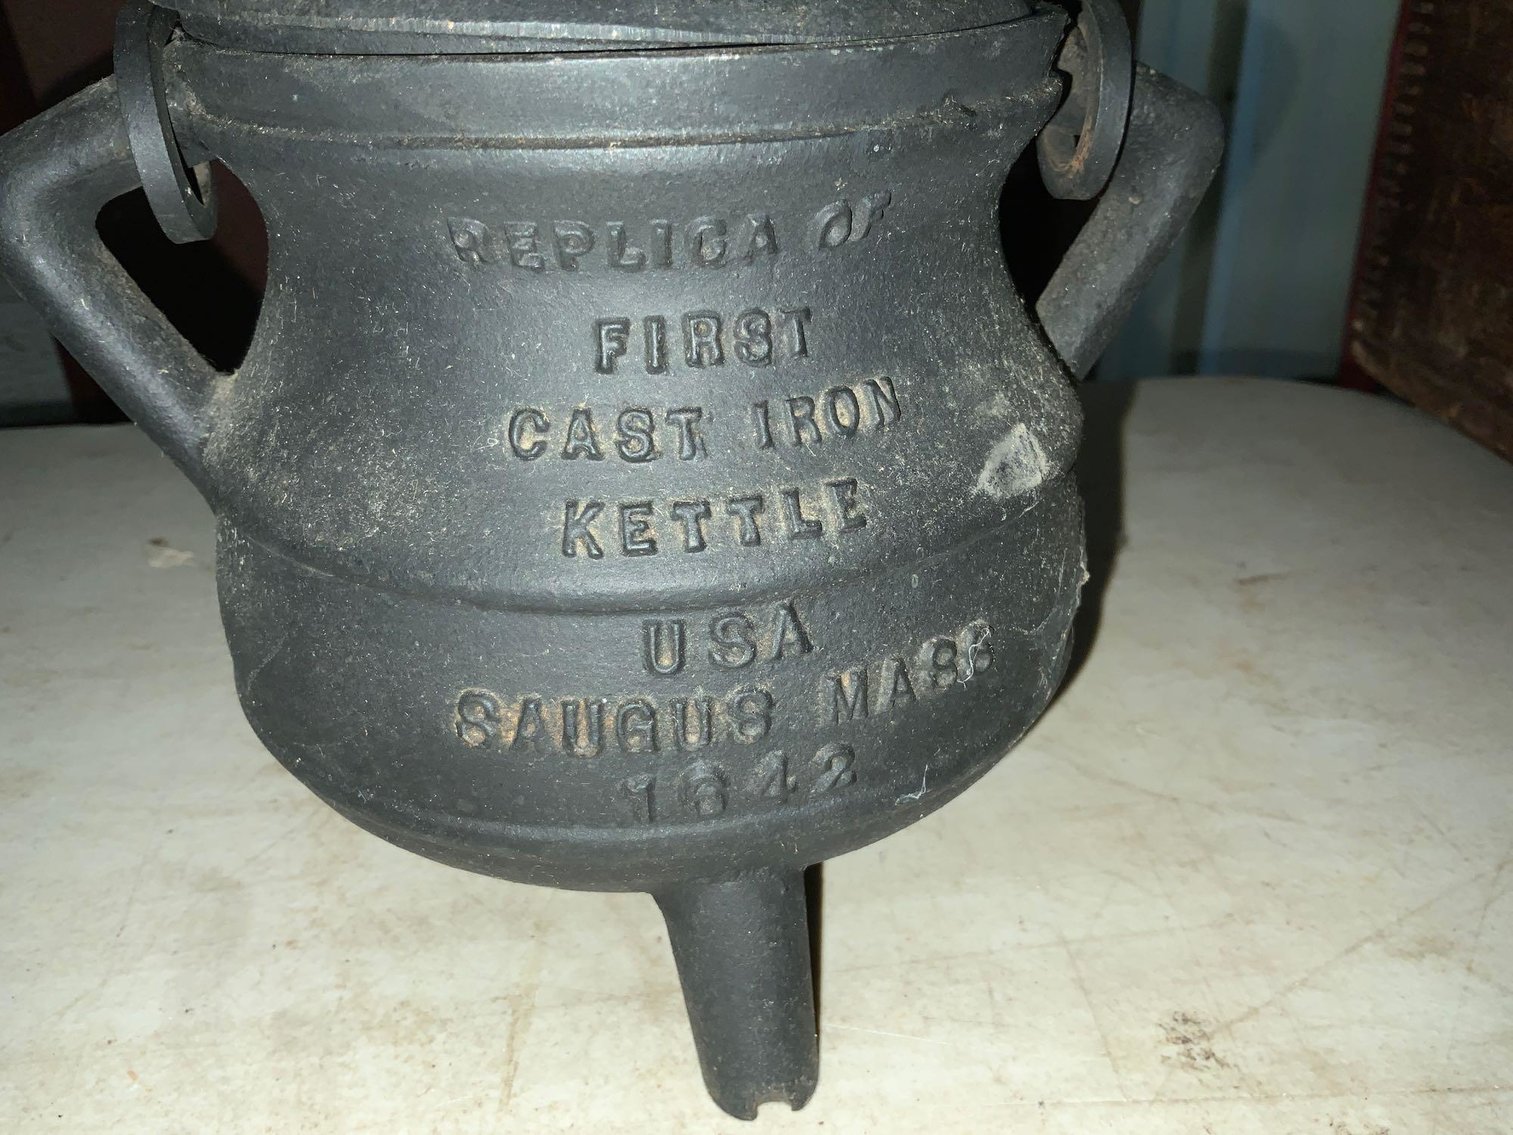 REPLICA OF
FIRST
CAST IRON
KETTLE
USA
SAUGUS MASS
1642